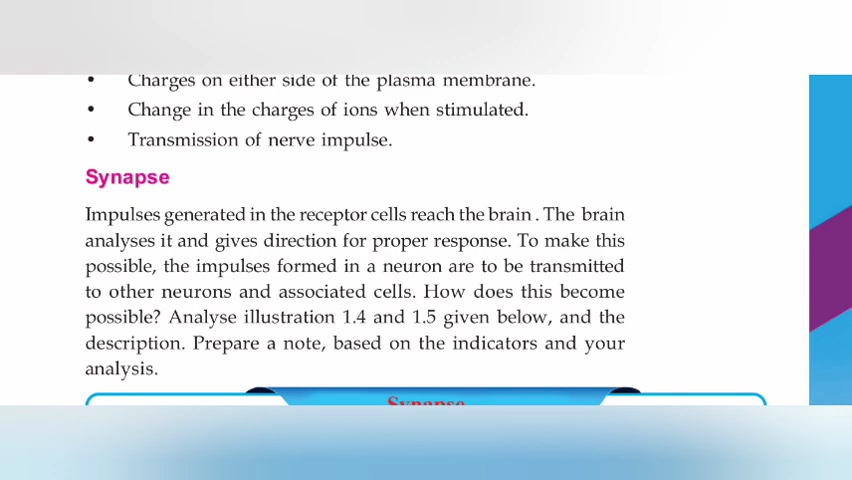 • Charges on either side of the plasma membrane.
• Change in the charges of ions when stimulated.
• Transmission of nerve impulse.
Synapse
Impulses generated in the receptor cells reach the brain . The brain
analyses it and gives direction for proper response. To make this
possible, the impulses formed in a neuron are to be transmitted
to other neurons and associated cells. How does this become
possible? Analyse illustration 1.4 and 1.5 given below, and the
description. Prepare a note, based on the indicators and your
analysis.
Synapse